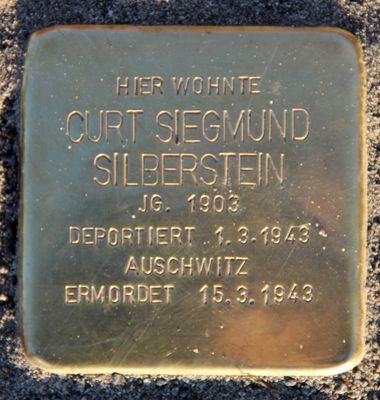 HIER WOHNTE
CURT SIEGMUND
SILBERSTEIN
JG. 1903
DEPORTIERT 1.3.1943
AUSCHWITZ
ERMORDET 15.3.1943